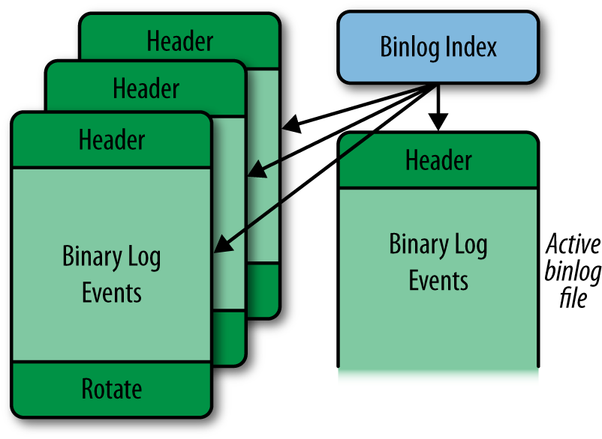 Header
Header
Header
Binary Log
Events
Rotate
Binlog Index
Header
Binary Log
Events
Active
binlog
file